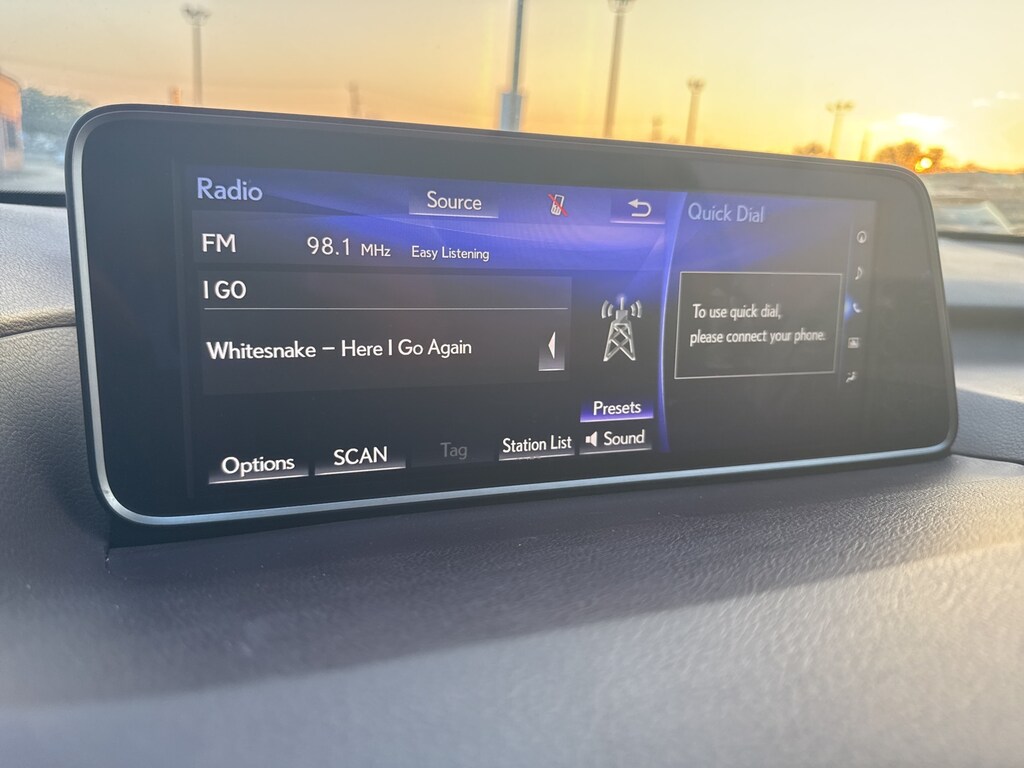 Radio
Source
Quick Dial
FM 98.1 MHz Easy Listening
I GO
Whitesnake – Here I Go Again
To use quick dial,
please connect your phone.
Presets
Options
SCAN
Tag
Station List
Sound